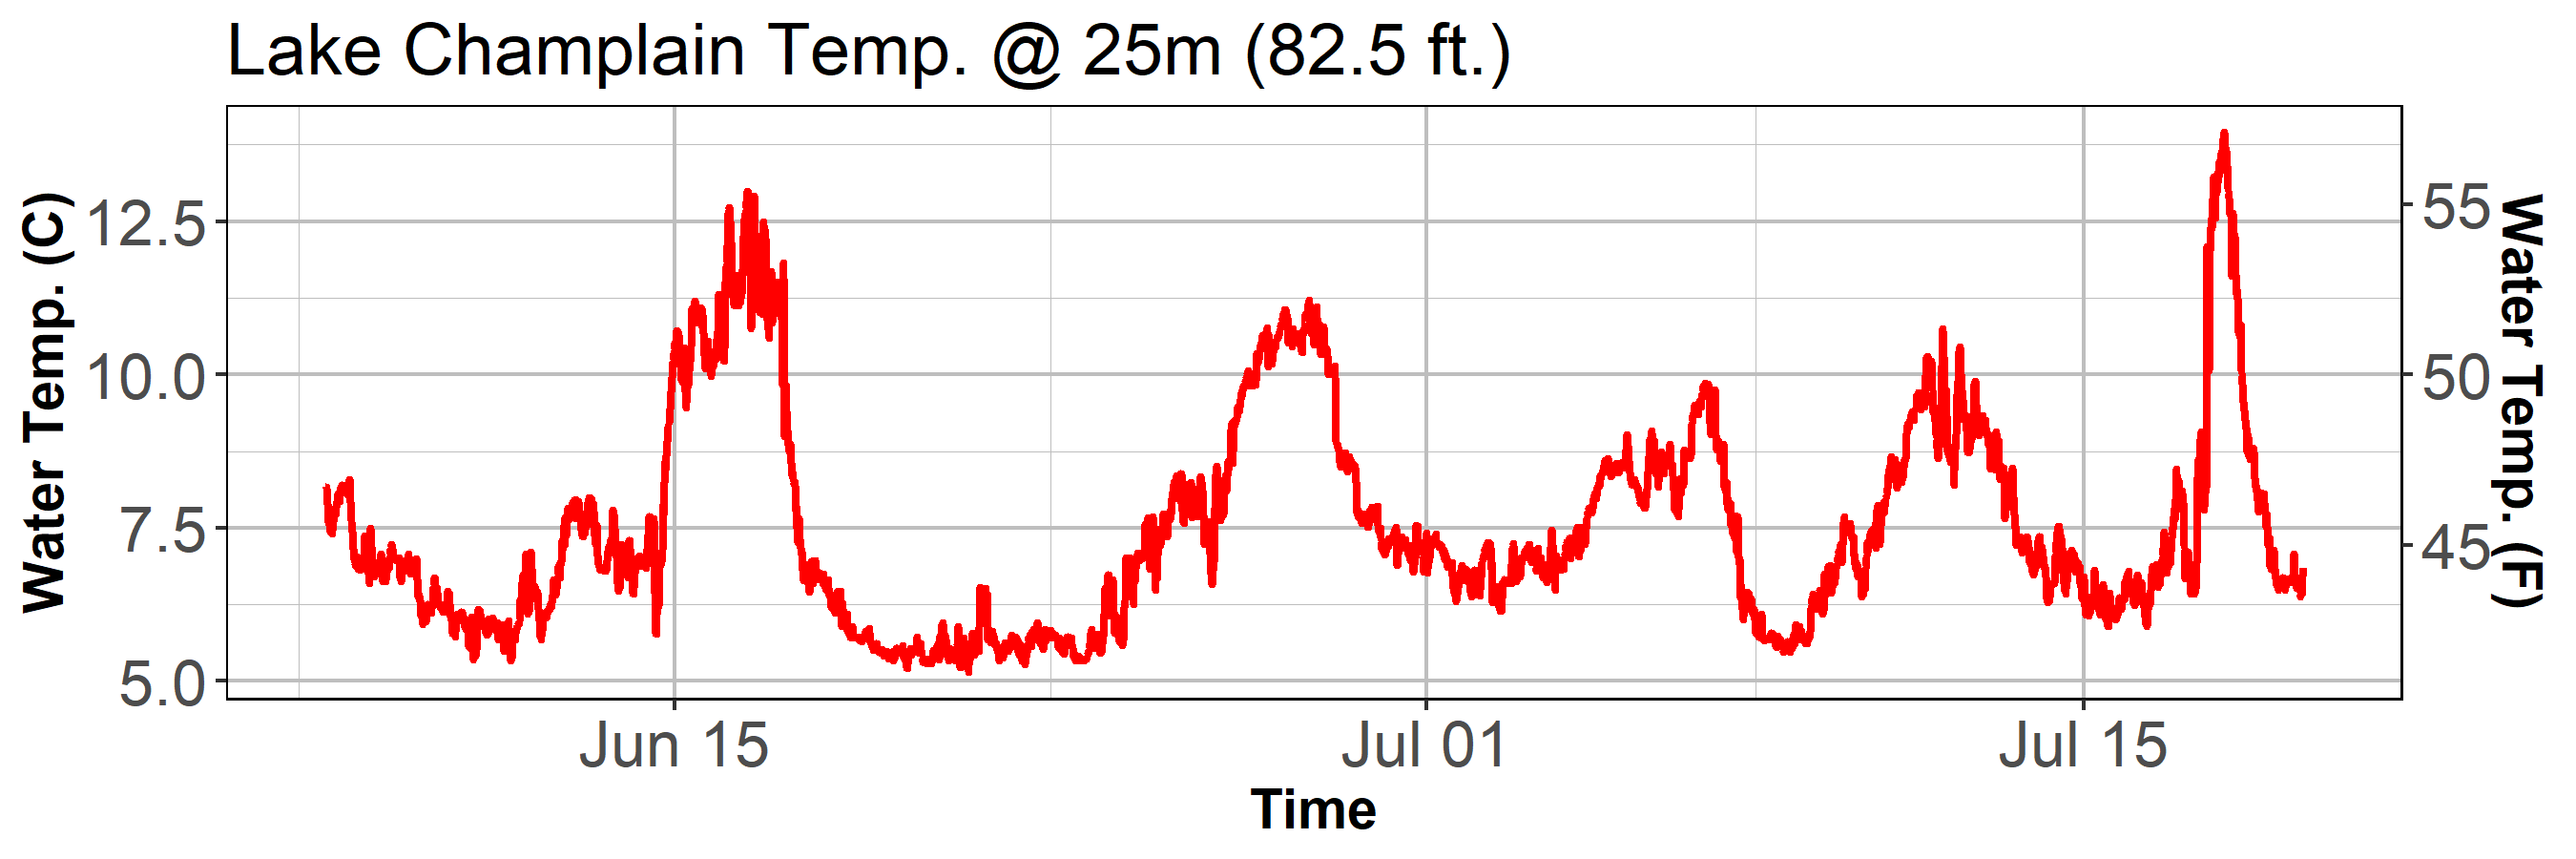 Lake Champlain Temp. @ 25m (82.5 ft.)
Water Temp. (C)
12.5
10.0
7.5
5.0
55
50
45
Water Temp. (F)
Jun 15
Jul 01
Jul 15
Time